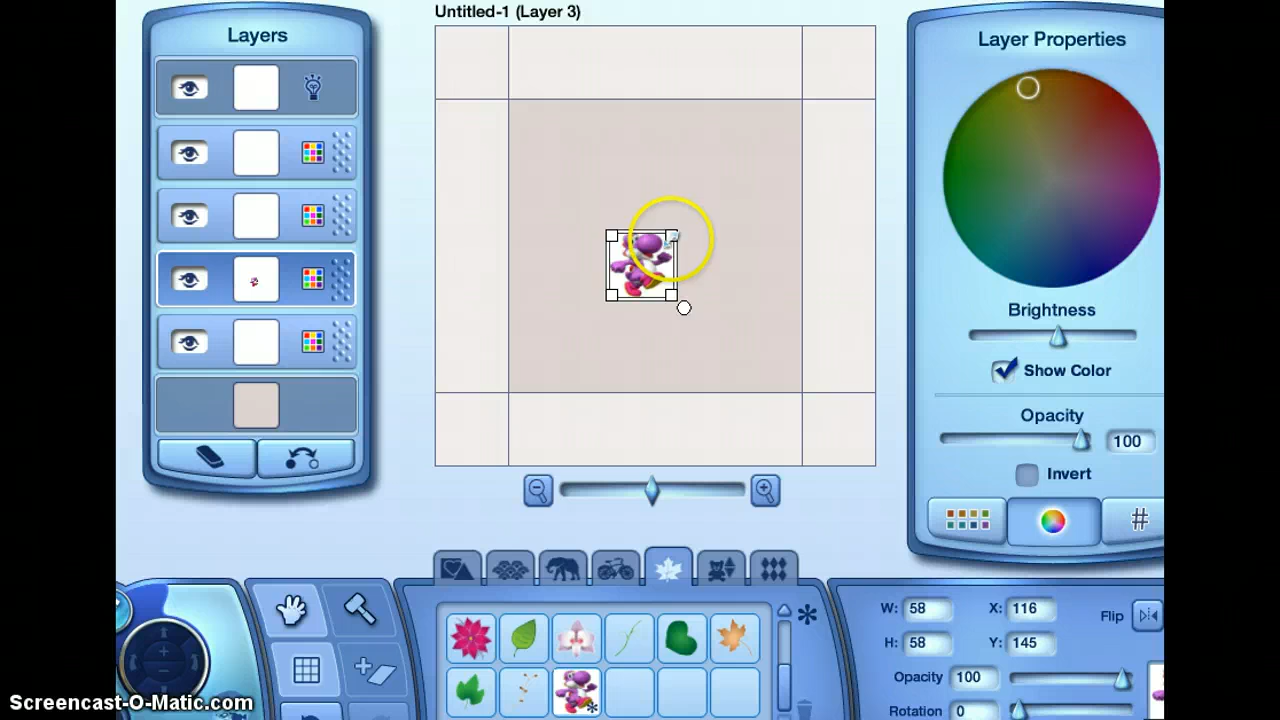 Untitled-1 (Layer 3)
Layers
Layer Properties
Brightness
Show Color
Opacity
100
Invert
#
W: 58 X: 116 Flip
H: 58 Y: 145
Opacity 100
Rotation 0
Screencast-O-Matic.com